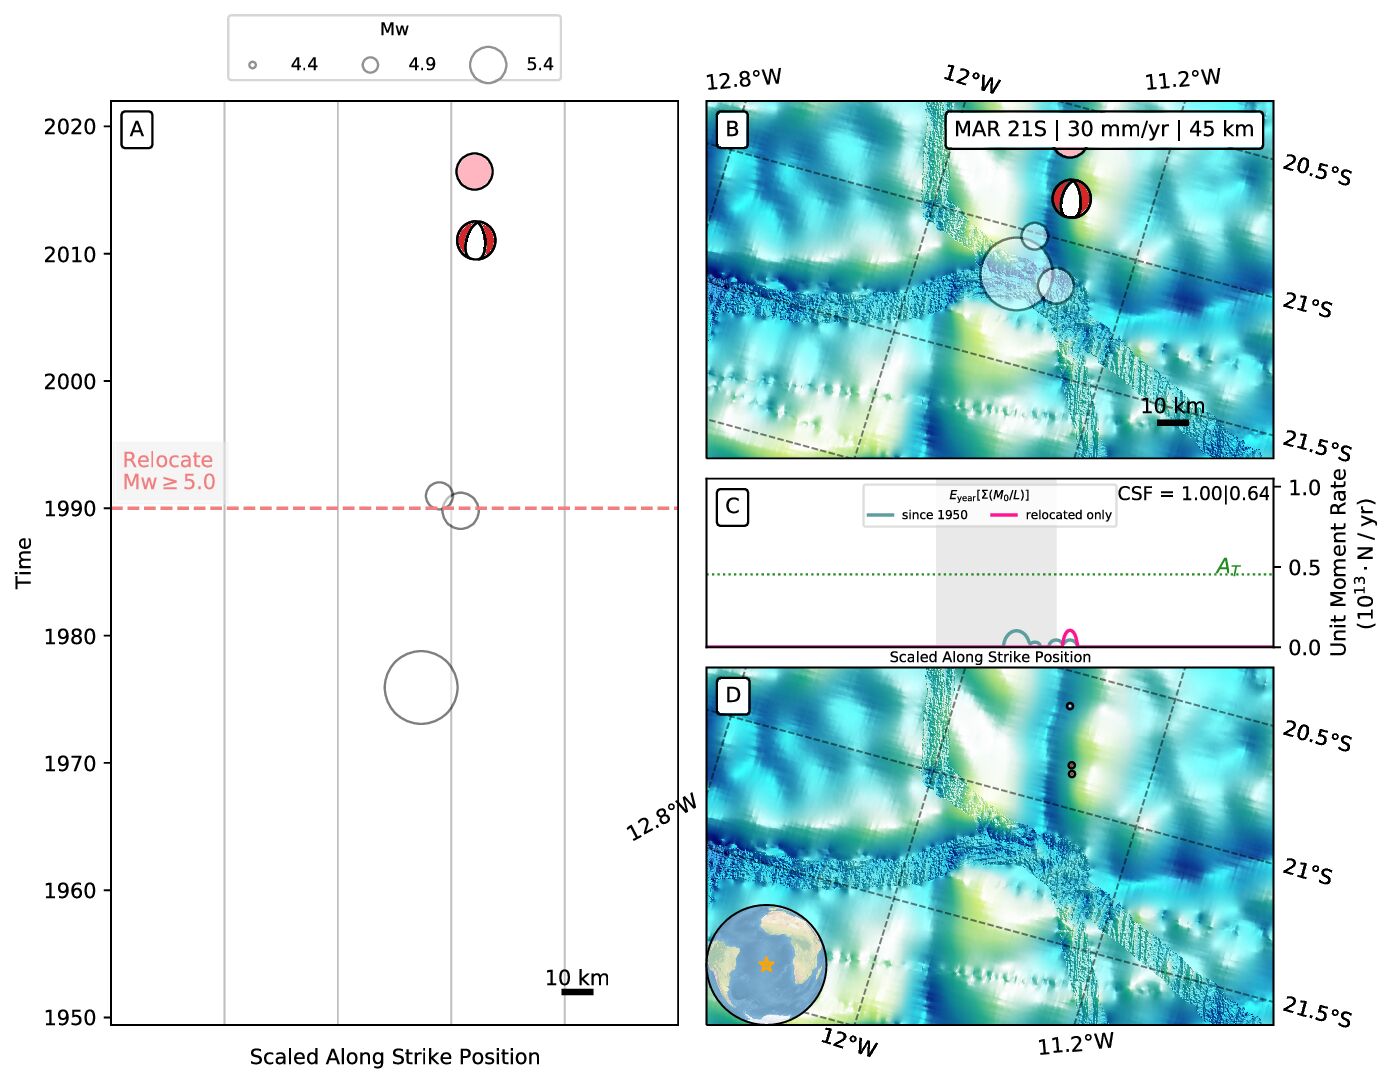 Mw
4.4 4.9 5.4
A
2020
2010
2000
1990
1980
1970
1960
1950
Time
Relocate
Mw ≥ 5.0
10 km
Scaled Along Strike Position
12.8°W 12°W 11.2°W
B
MAR 21S | 30 mm/yr | 45 km
20.5°S
21°S
21.5°S
10 km
C
E_year[Σ(M₀/L)]
since 1950 relocated only
CSF = 1.00|0.64
A_T
1.0
0.5
0.0
Unit Moment Rate
(10¹³ · N / yr)
Scaled Along Strike Position
D
12.8°W
20.5°S
21°S
21.5°S
12°W 11.2°W